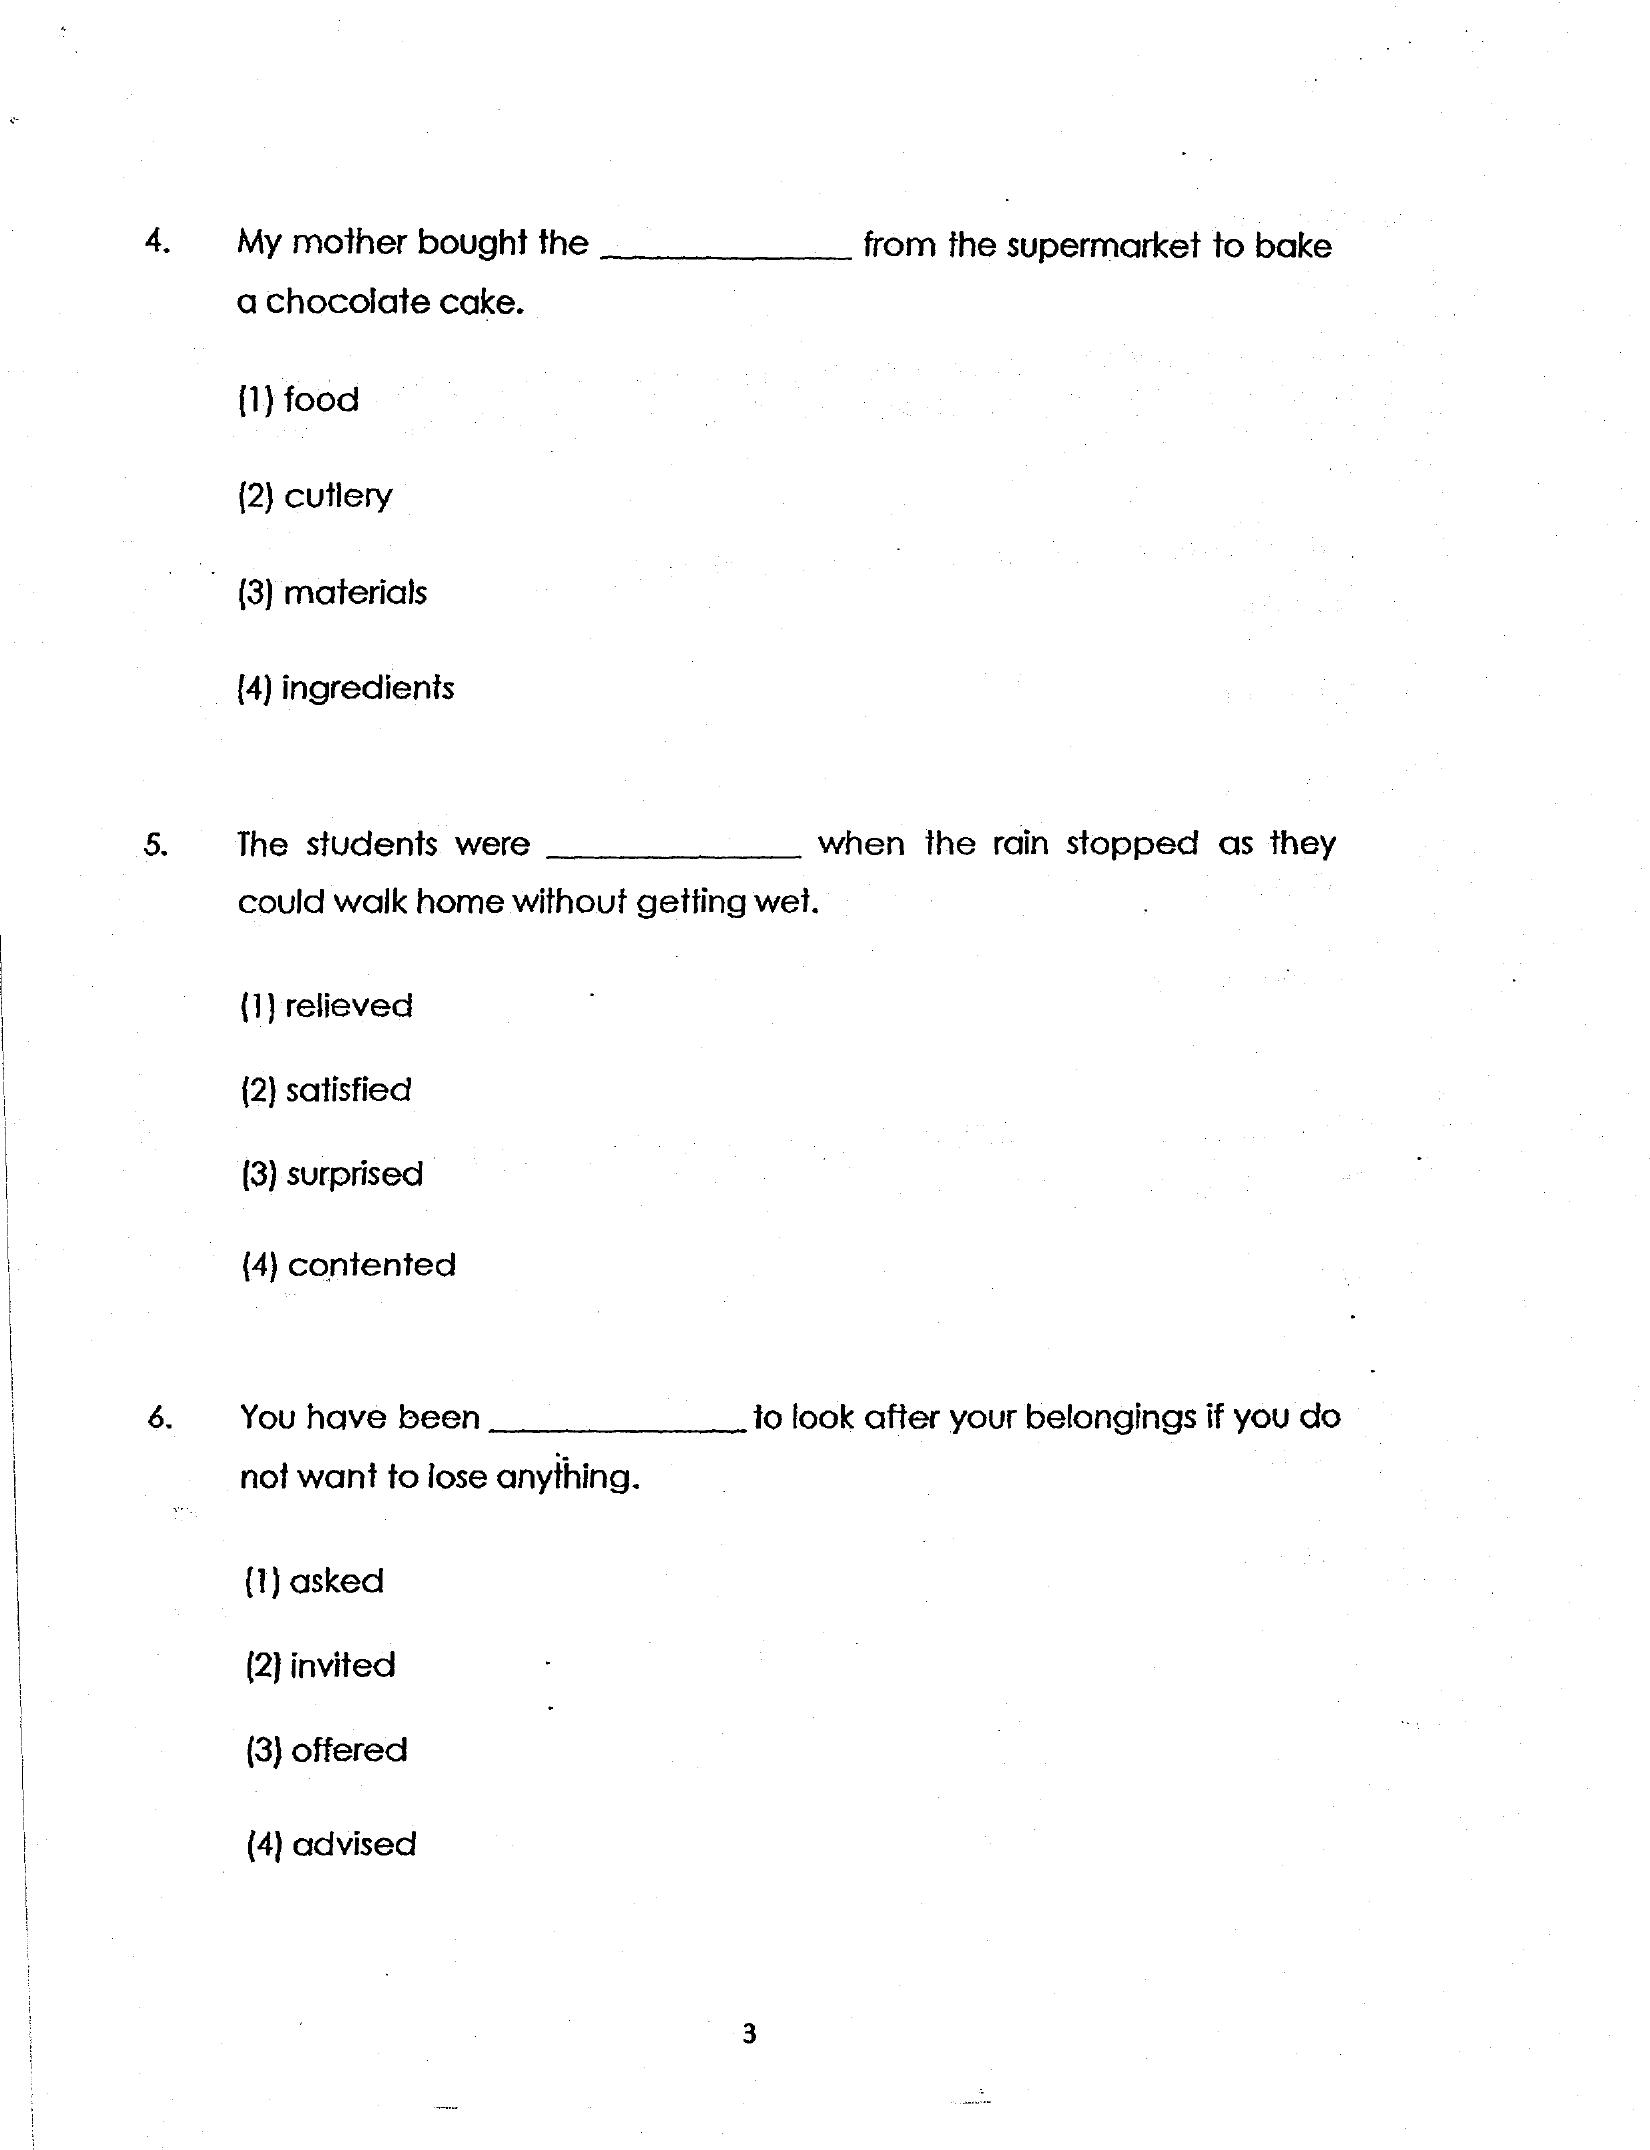 4. My mother bought the ______________ from the supermarket to bake
a chocolate cake.
(1) food
(2) cutlery
(3) materials
(4) ingredients
5. The students were ______________ when the rain stopped as they
could walk home without getting wet.
(1) relieved
(2) satisfied
(3) surprised
(4) contented
6. You have been ______________ to look after your belongings if you do
not want to lose anything.
(1) asked
(2) invited
(3) offered
(4) advised
3